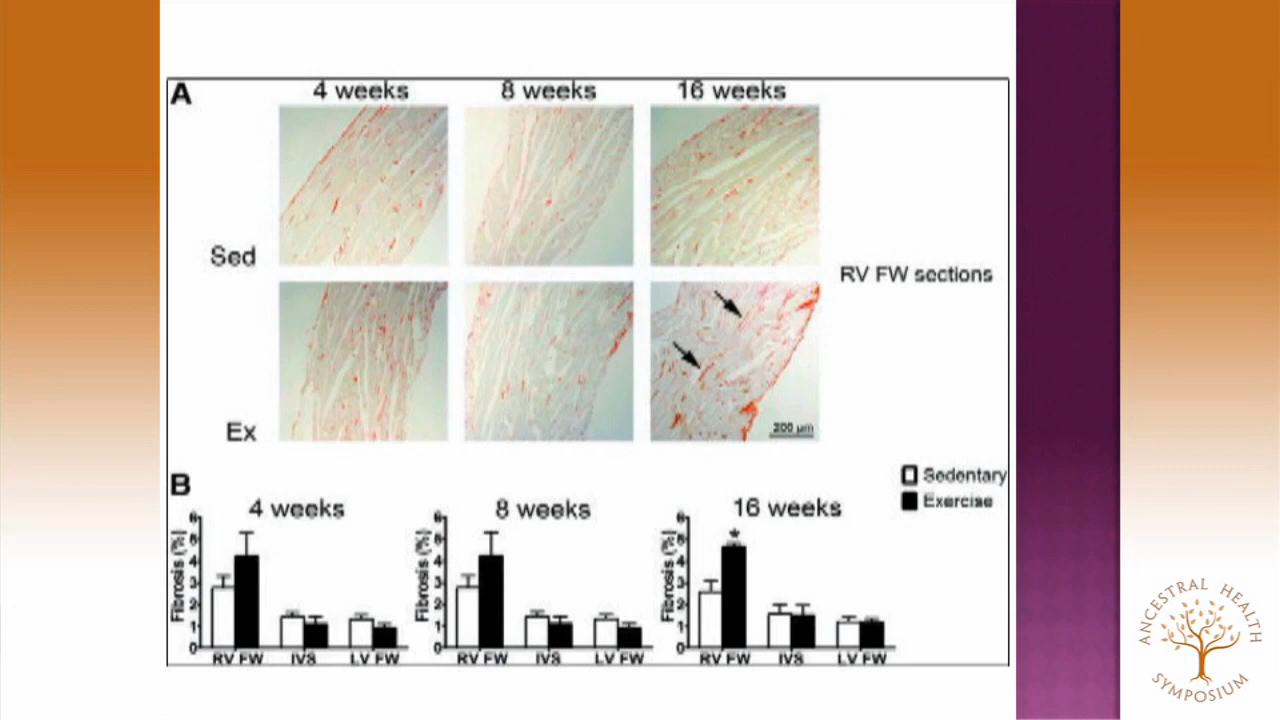 A
4 weeks 8 weeks 16 weeks
Sed
RV FW sections
Ex
200 µm
B
Sedentary
Exercise
4 weeks 8 weeks 16 weeks
*
Fibrosis (%) Fibrosis (%) Fibrosis (%)
6 6 6
5 5 5
4 4 4
3 3 3
2 2 2
1 1 1
0 0 0
RV FW IVS LV FW RV FW IVS LV FW RV FW IVS LV FW
ANCESTRAL HEALTH
SYMPOSIUM